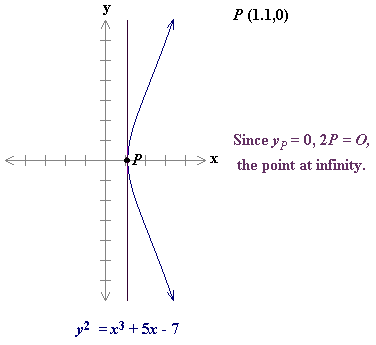 y
P (1.1,0)
P
x
Since yP = 0, 2P = O,
the point at infinity.
y² = x³ + 5x - 7